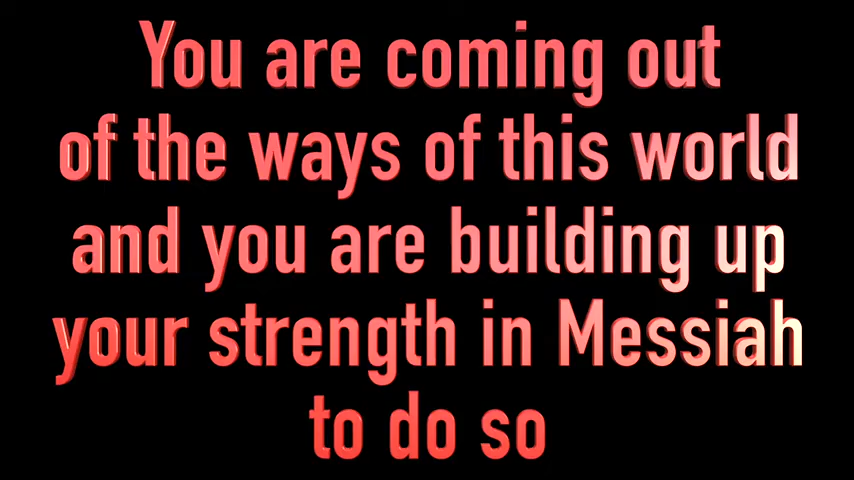 You are coming out
of the ways of this world
and you are building up
your strength in Messiah
to do so